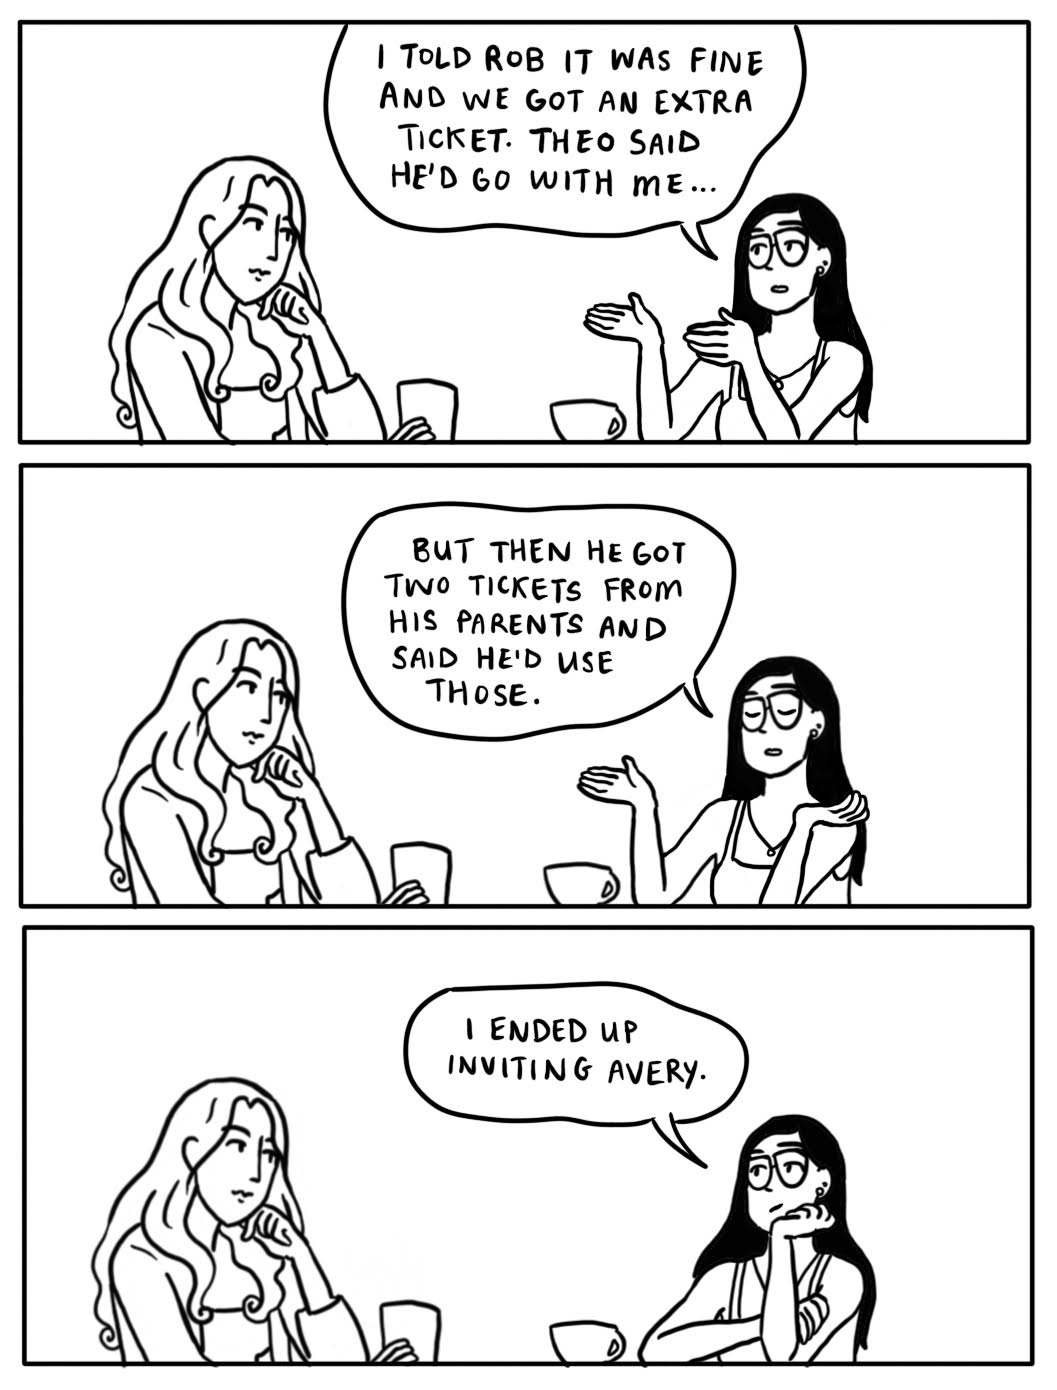 I TOLD ROB IT WAS FINE
AND WE GOT AN EXTRA
TICKET. THEO SAID
HE'D GO WITH ME...
BUT THEN HE GOT
TWO TICKETS FROM
HIS PARENTS AND
SAID HE'D USE
THOSE.
I ENDED UP
INVITING AVERY.